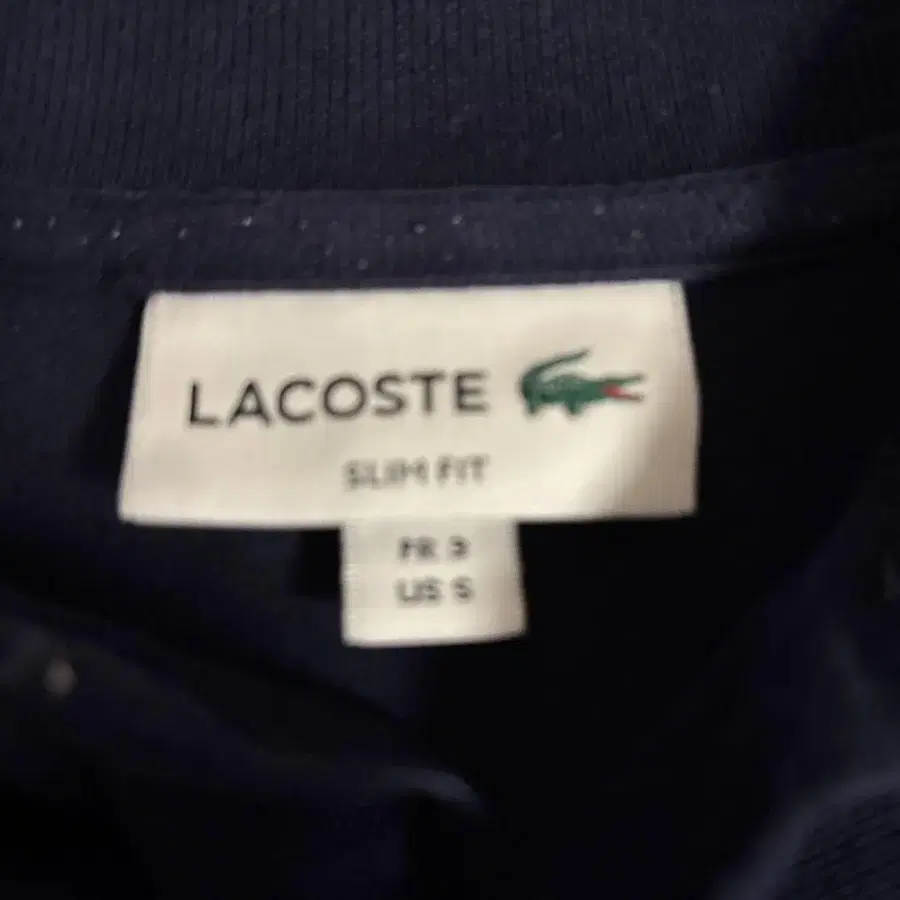 LACOSTE
SLIM FIT
FR 3
US S